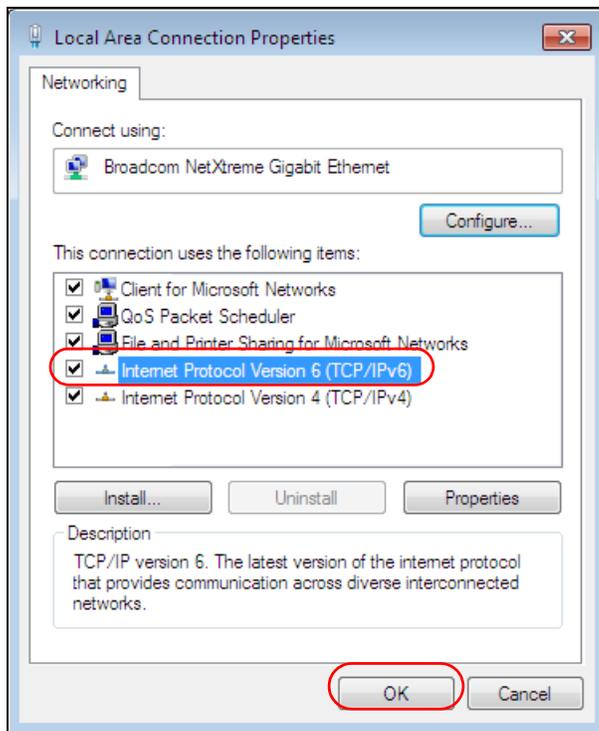 Local Area Connection Properties
Networking
Connect using:
Broadcom NetXtreme Gigabit Ethernet
Configure...
This connection uses the following items:
Client for Microsoft Networks
QoS Packet Scheduler
File and Printer Sharing for Microsoft Networks
Internet Protocol Version 6 (TCP/IPv6)
Internet Protocol Version 4 (TCP/IPv4)
Install... Uninstall Properties
Description
TCP/IP version 6. The latest version of the internet protocol
that provides communication across diverse interconnected
networks.
OK Cancel